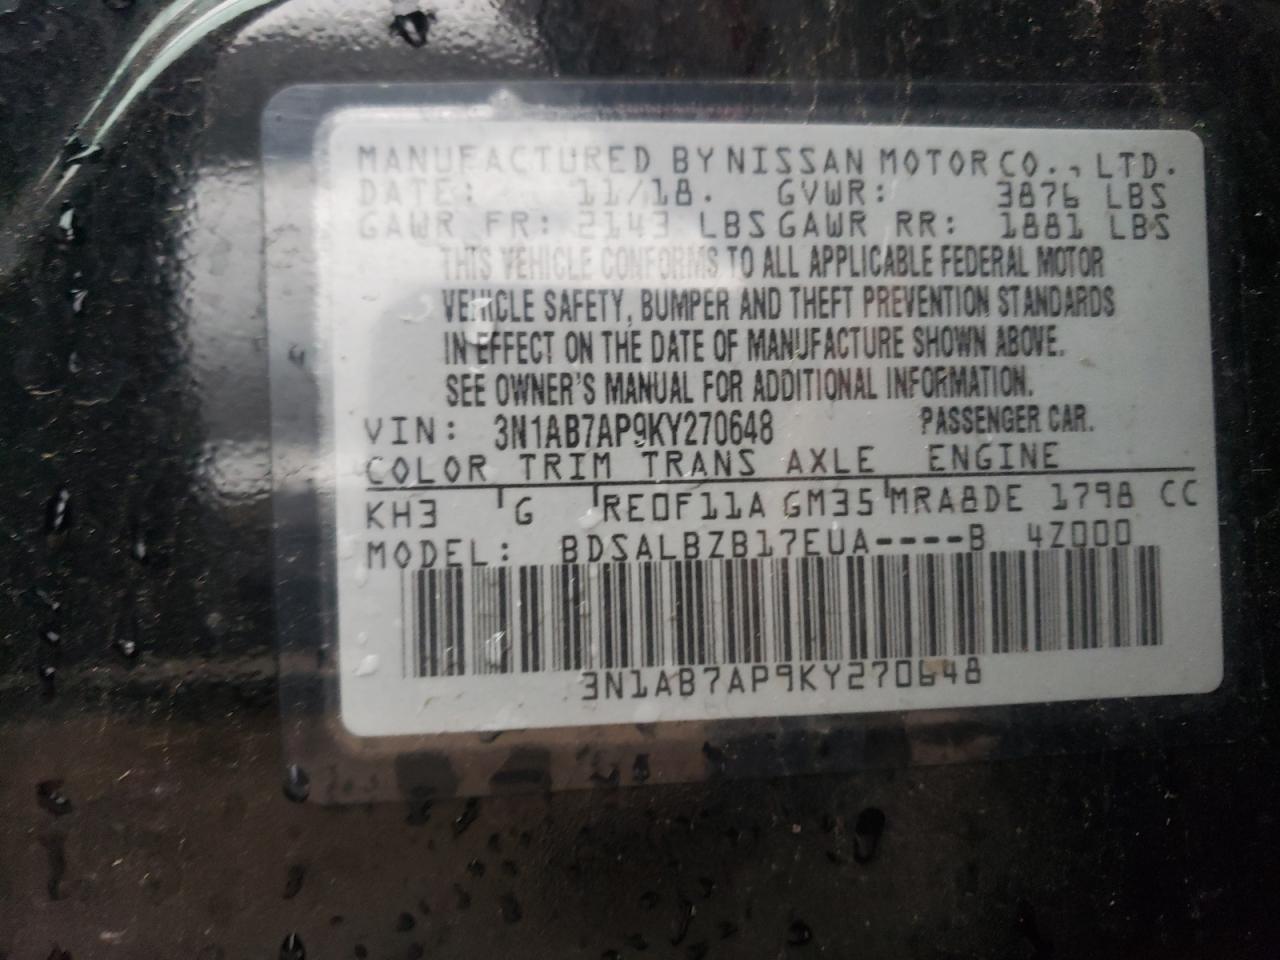 MANUFACTURED BY NISSAN MOTOR CO., LTD.
DATE: 11/18. GVWR: 3876 LBS
GAWR FR: 2143 LBS GAWR RR: 1881 LBS
THIS VEHICLE CONFORMS TO ALL APPLICABLE FEDERAL MOTOR
VEHICLE SAFETY, BUMPER AND THEFT PREVENTION STANDARDS
IN EFFECT ON THE DATE OF MANUFACTURE SHOWN ABOVE.
SEE OWNER'S MANUAL FOR ADDITIONAL INFORMATION.
VIN: 3N1AB7AP9KY270648 PASSENGER CAR.
COLOR TRIM TRANS AXLE ENGINE
KH3 G RE0F11A GM35 MRA8DE 1798 CC
MODEL: BDSALBZB17EUA----B 4Z000
3N1AB7AP9KY270648